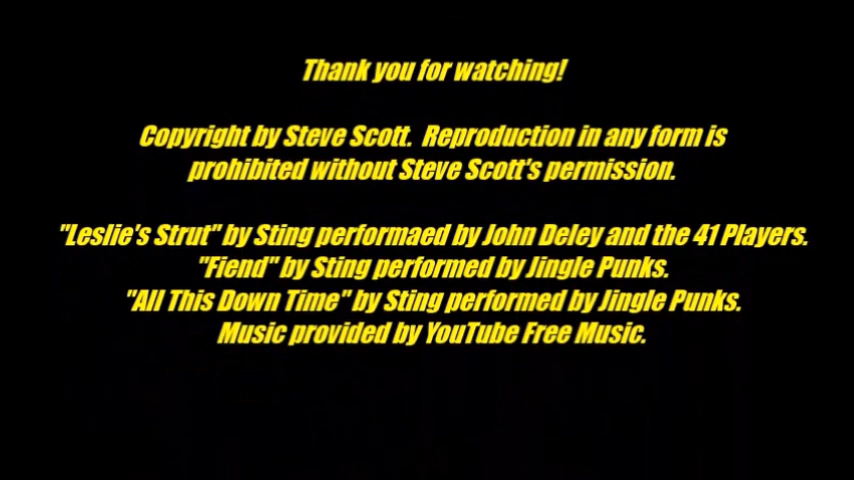 Thank you for watching!
Copyright by Steve Scott.  Reproduction in any form is
prohibited without Steve Scott's permission.
"Leslie's Strut" by Sting performaed by John Deley and the 41 Players.
"Fiend" by Sting performed by Jingle Punks.
"All This Down Time" by Sting performed by Jingle Punks.
Music provided by YouTube Free Music.